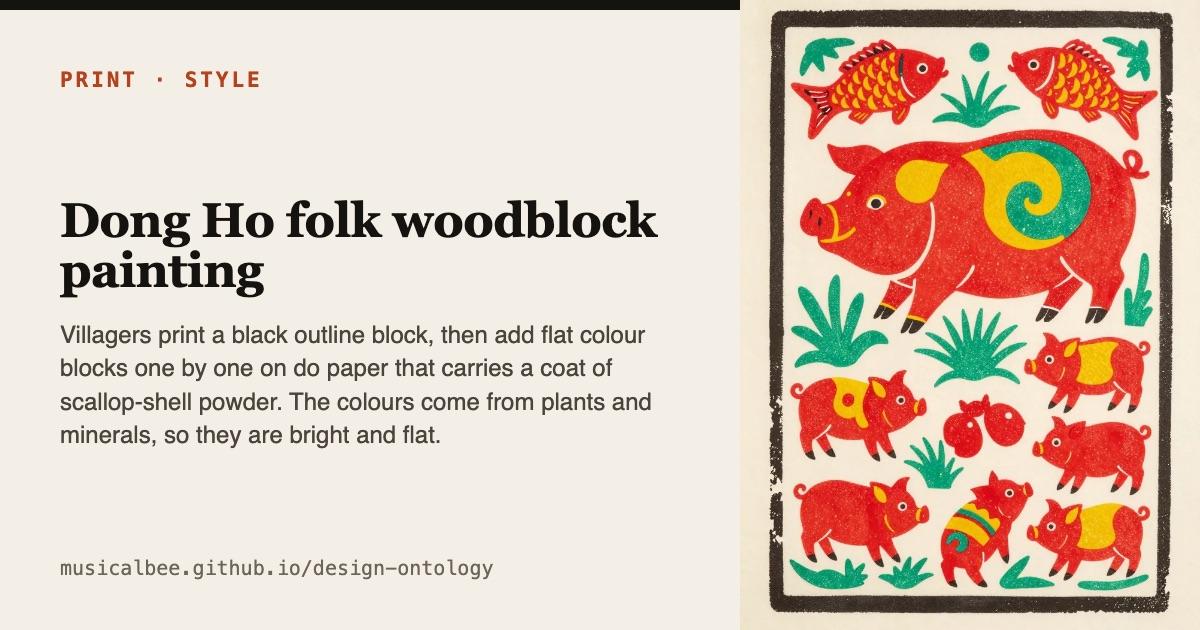 PRINT · STYLE
Dong Ho folk woodblock
painting
Villagers print a black outline block, then add flat colour
blocks one by one on do paper that carries a coat of
scallop-shell powder. The colours come from plants and
minerals, so they are bright and flat.
musicalbee.github.io/design-ontology